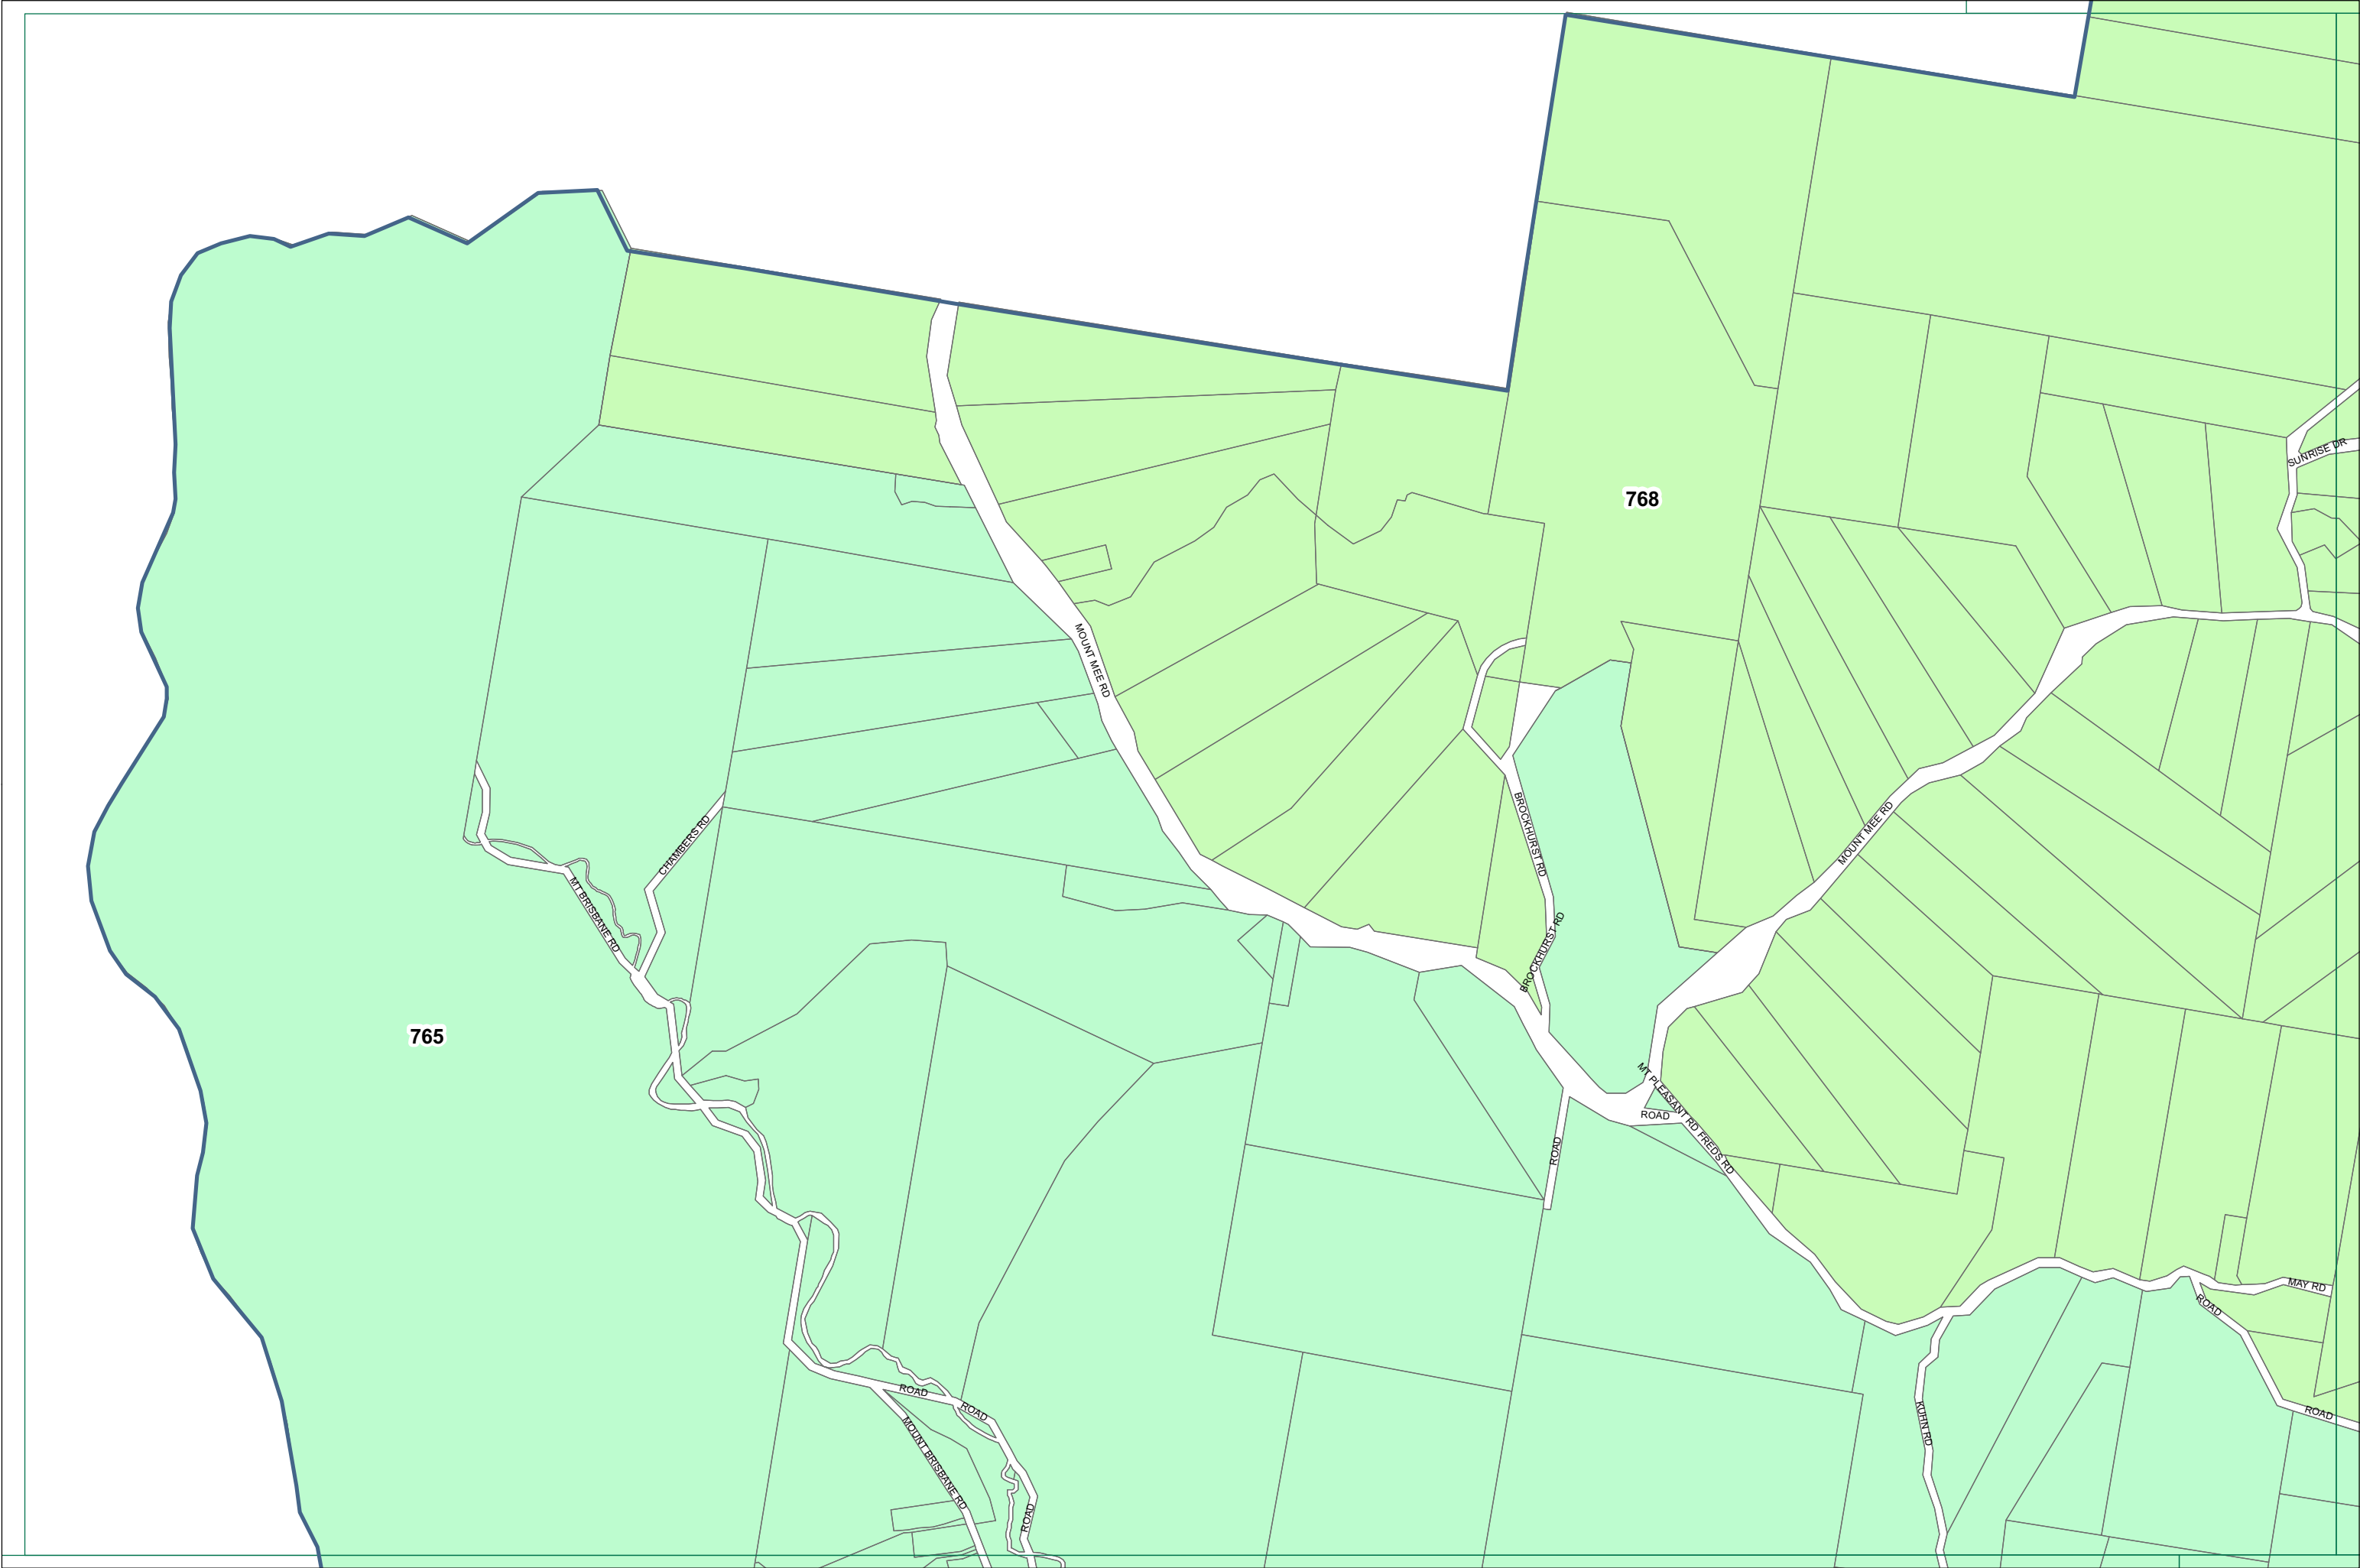 768
SUNRISE DR
MOUNT MEE RD
CHAMBERS RD
BROCKHURST RD
MOUNT MEE RD
MT BRISBANE RD
BROCKHURST RD
765
MT PLEASANT RD
FREDS RD
ROAD
ROAD
MAY RD
ROAD
ROAD
ROAD
ROAD
MOUNT BRISBANE RD
KUHN RD
ROAD